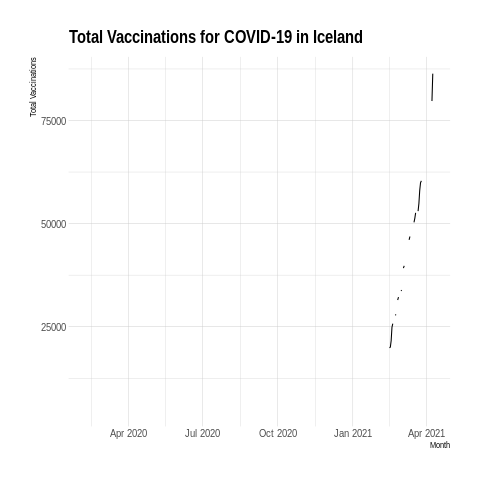 Total Vaccinations for COVID-19 in Iceland
Total Vaccinations
75000
50000
25000
Apr 2020
Jul 2020
Oct 2020
Jan 2021
Apr 2021
Month